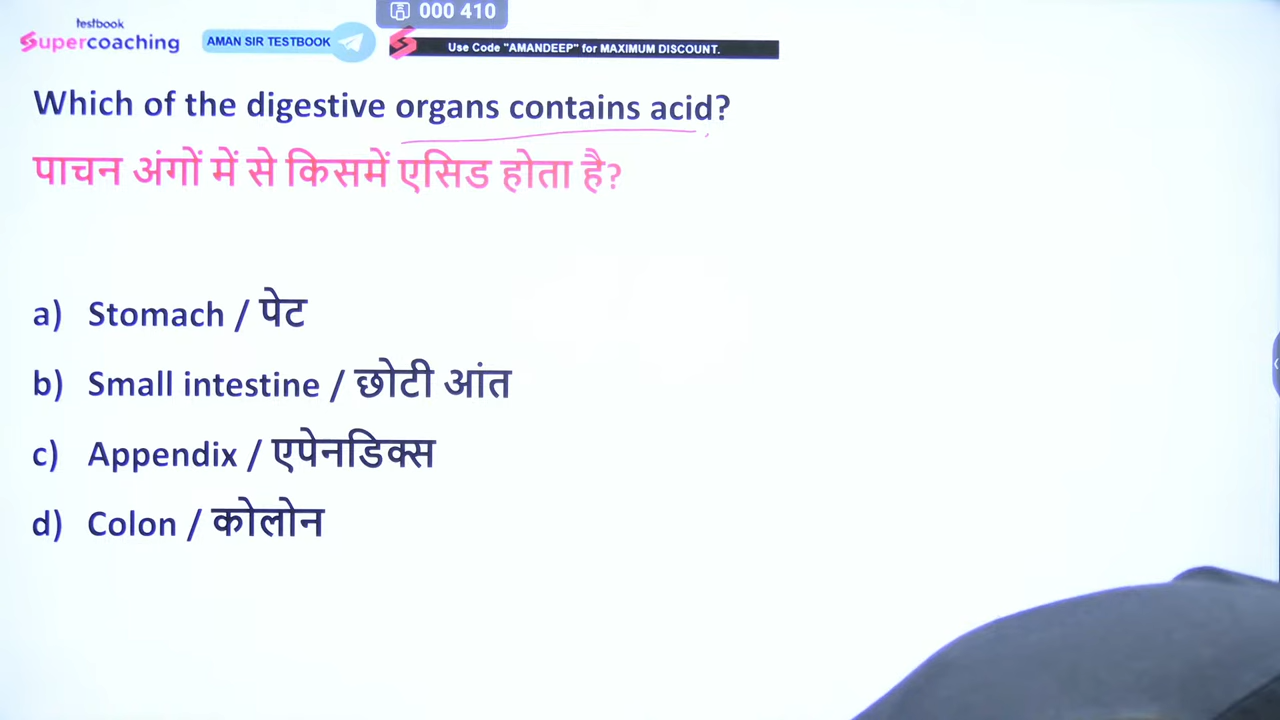 000 410
testbook
Supercoaching
AMAN SIR TESTBOOK
Use Code "AMANDEEP" for MAXIMUM DISCOUNT.
Which of the digestive organs contains acid?
पाचन अंगों में से किसमें एसिड होता है?
a) Stomach / पेट
b) Small intestine / छोटी आंत
c) Appendix / एपेनडिक्स
d) Colon / कोलोन